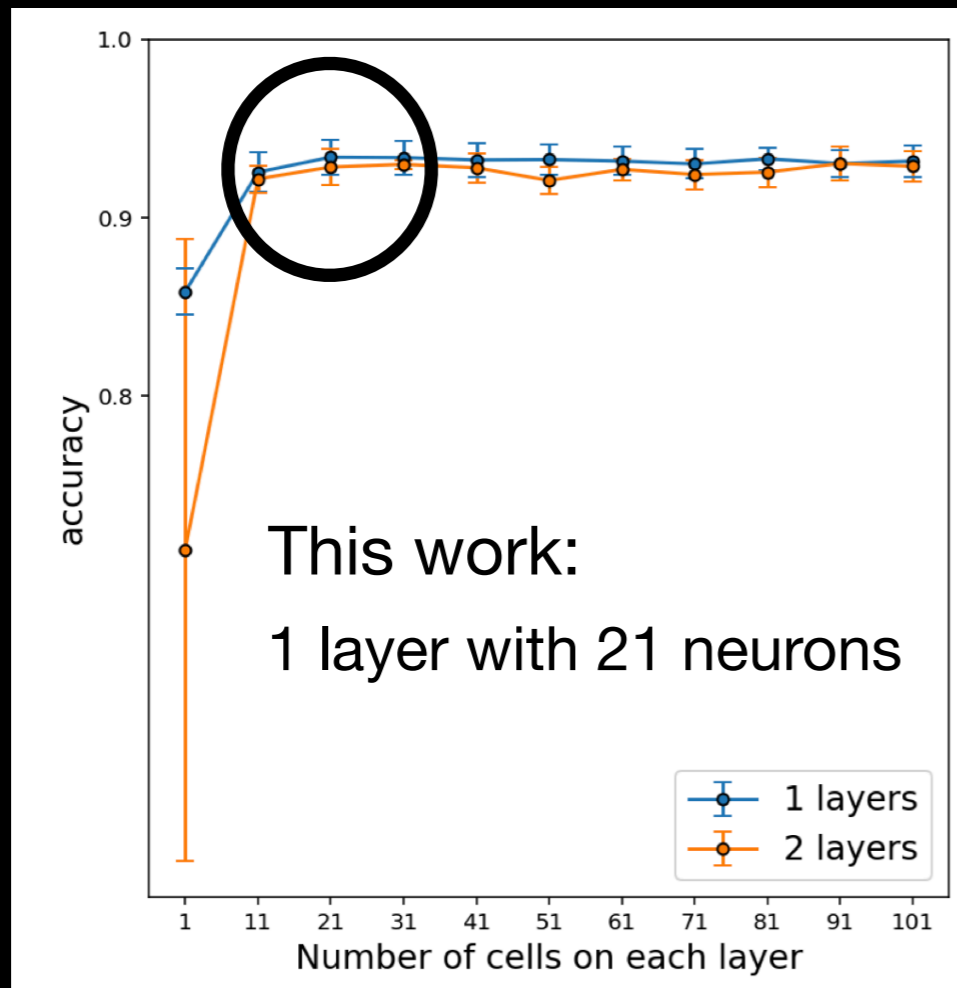 1.0
0.9
0.8
accuracy
This work:
1 layer with 21 neurons
1 layers
2 layers
1 11 21 31 41 51 61 71 81 91 101
Number of cells on each layer